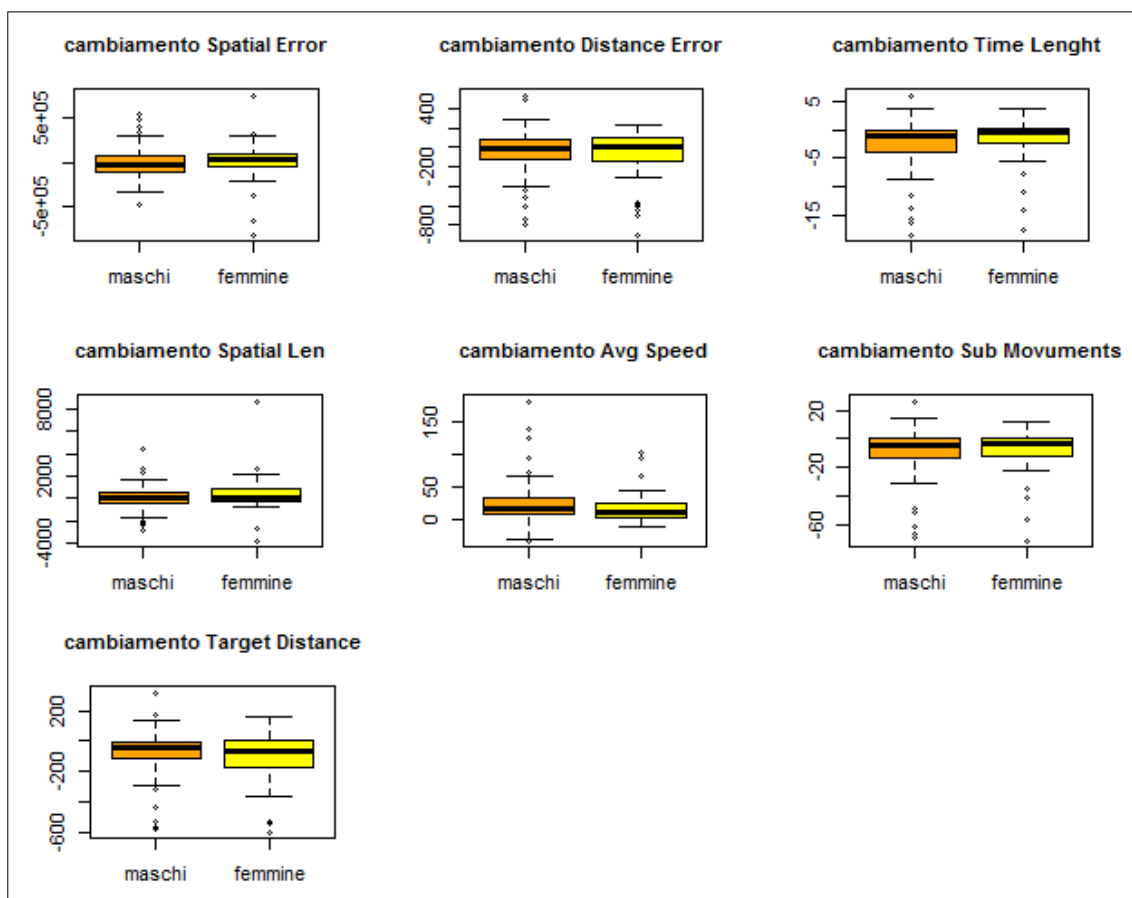 cambiamento Spatial Error
5e+05
-5e+05
maschi femmine
cambiamento Distance Error
400
-200
-800
maschi femmine
cambiamento Time Lenght
5
-5
-15
maschi femmine
cambiamento Spatial Len
8000
2000
-4000
maschi femmine
cambiamento Avg Speed
150
50
0
maschi femmine
cambiamento Sub Movuments
20
-20
-60
maschi femmine
cambiamento Target Distance
200
-200
-600
maschi femmine